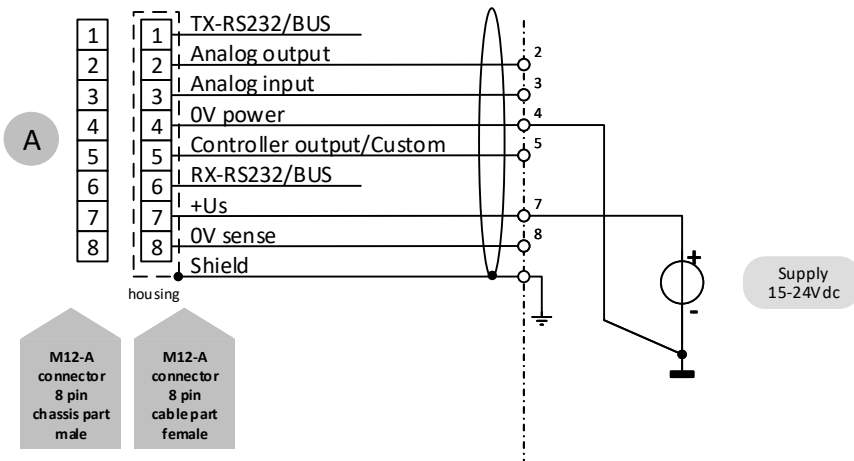 A
1 1 TX-RS232/BUS
2 2 Analog output 2
3 3 Analog input 3
4 4 0V power 4
5 5 Controller output/Custom 5
6 6 RX-RS232/BUS
7 7 +Us 7
8 8 0V sense 8
Shield
housing
+
-
Supply
15-24Vdc
M12-A
connector
8 pin
chassis part
male
M12-A
connector
8 pin
cable part
female